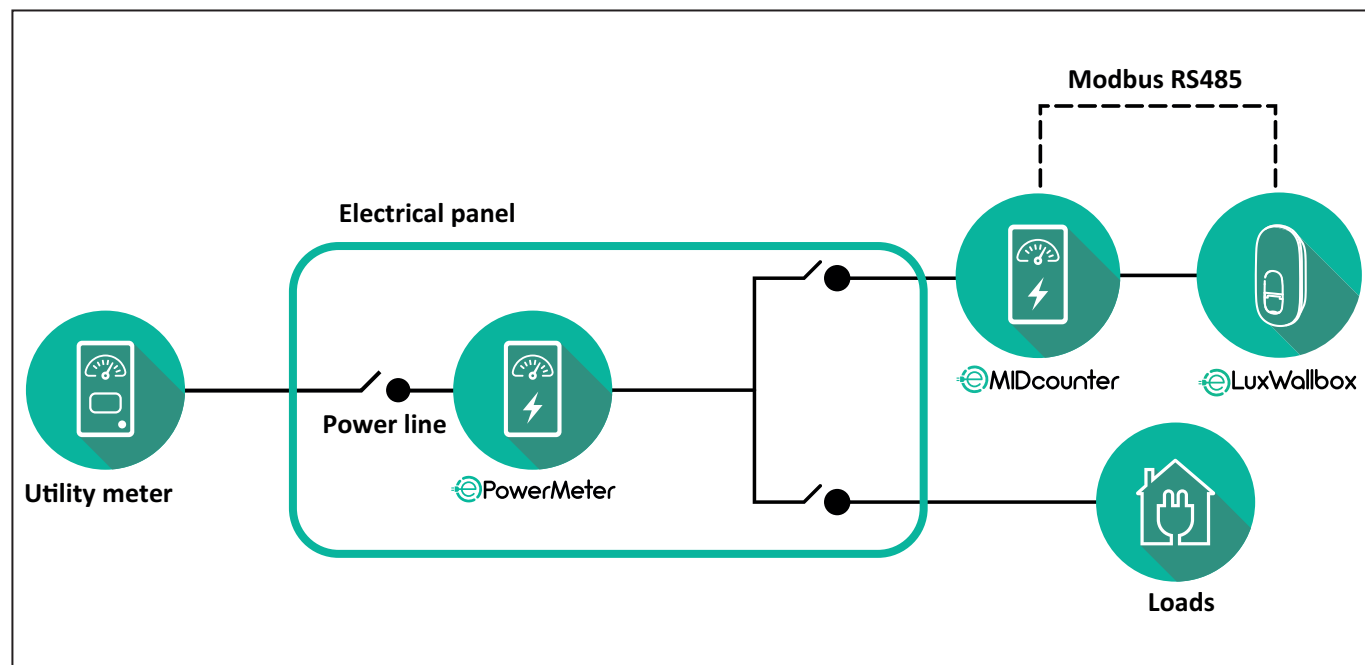 Modbus RS485
Electrical panel
Power line
Utility meter
ePowerMeter
eMIDcounter
eLuxWallbox
Loads